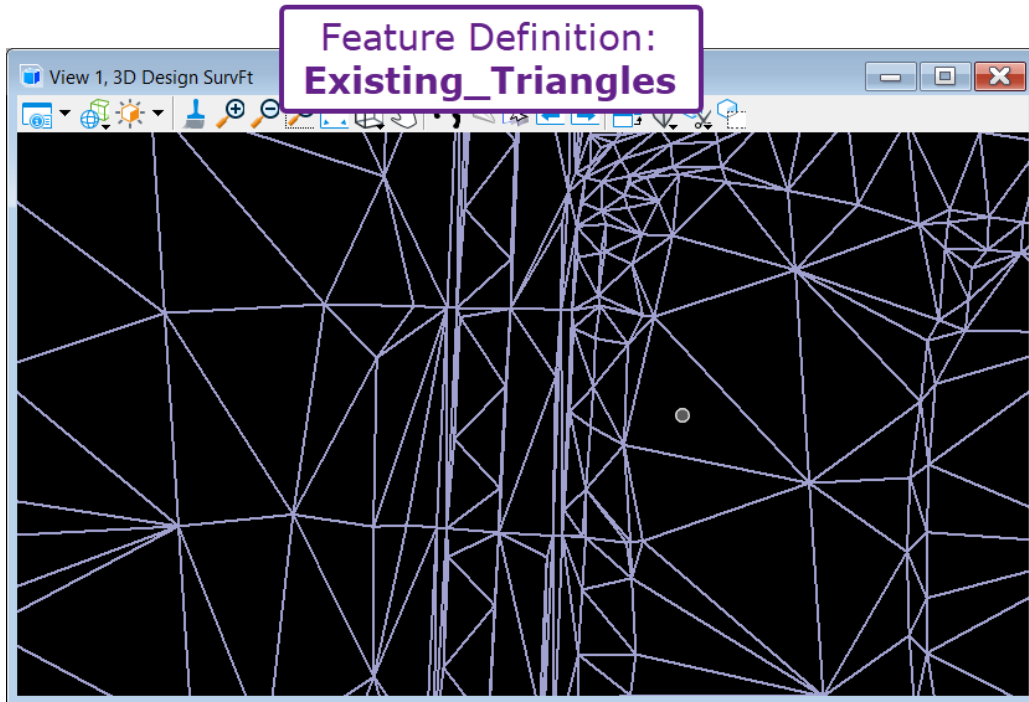 Feature Definition:
Existing_Triangles
View 1, 3D Design SurvFt